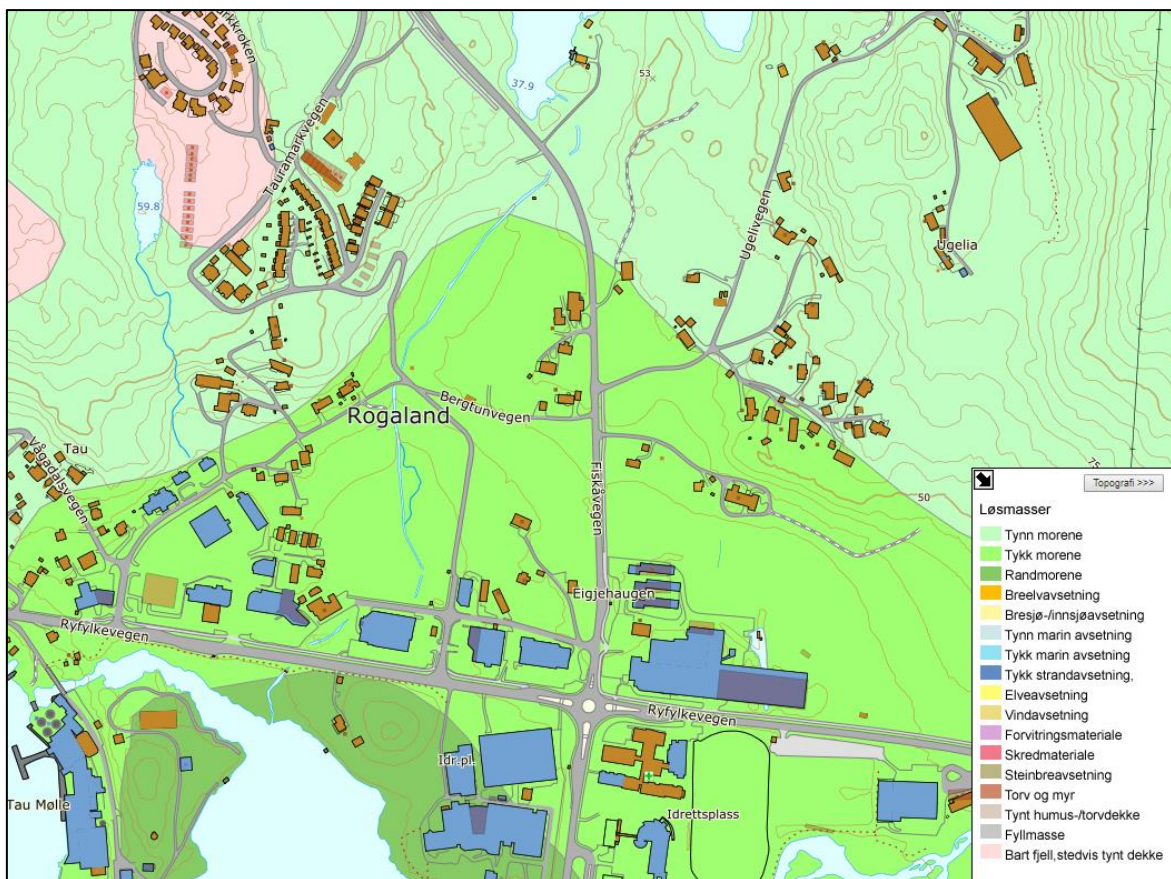 37.9
53
Tauramarkvegen
59.8
Ugelivegen
Ugelia
Rogaland
Bergtunvegen
Tau
Vågadalsvegen
Fiskåvegen
75
50
Eigjehaugen
Ryfylkevegen
Ryfylkevegen
Idr.pl.
Tau Mølle
Idrettsplass
Topografi >>>
Løsmasser
Tynn morene
Tykk morene
Randmorene
Breelvavsetning
Bresjø-/innsjøavsetning
Tynn marin avsetning
Tykk marin avsetning
Tykk strandavsetning,
Elveavsetning
Vindavsetning
Forvitringsmateriale
Skredmateriale
Steinbreavsetning
Torv og myr
Tynt humus-/torvdekke
Fyllmasse
Bart fjell,stedvis tynt dekke